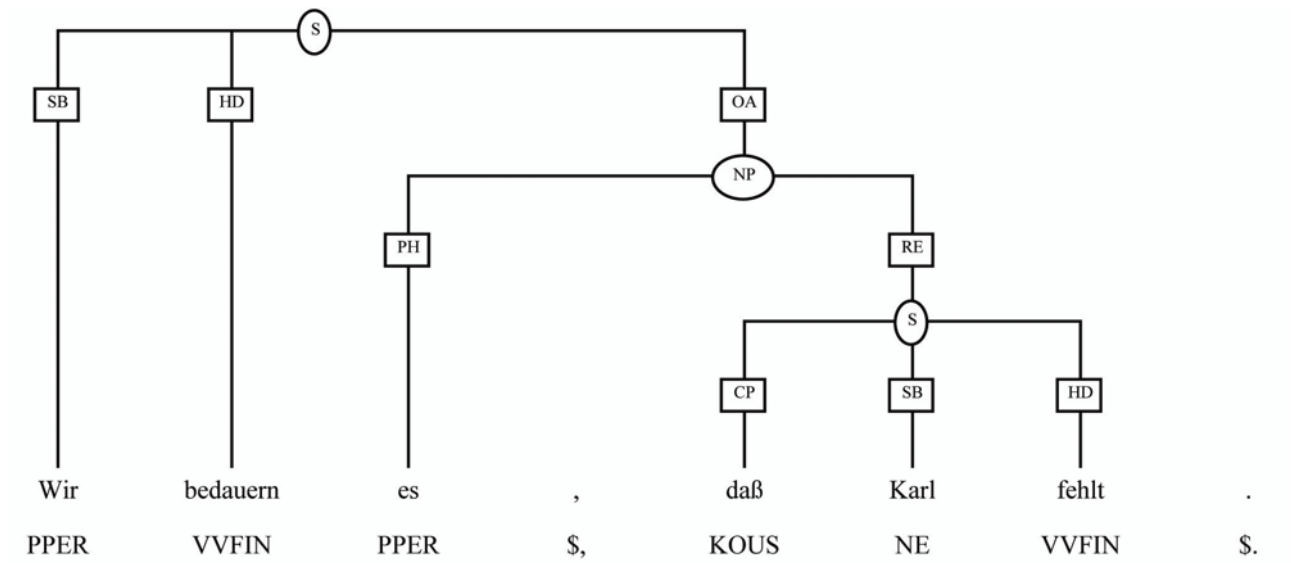 S
SB HD OA
NP
PH RE
S
CP SB HD
Wir bedauern es , daß Karl fehlt .
PPER VVFIN PPER $, KOUS NE VVFIN $.